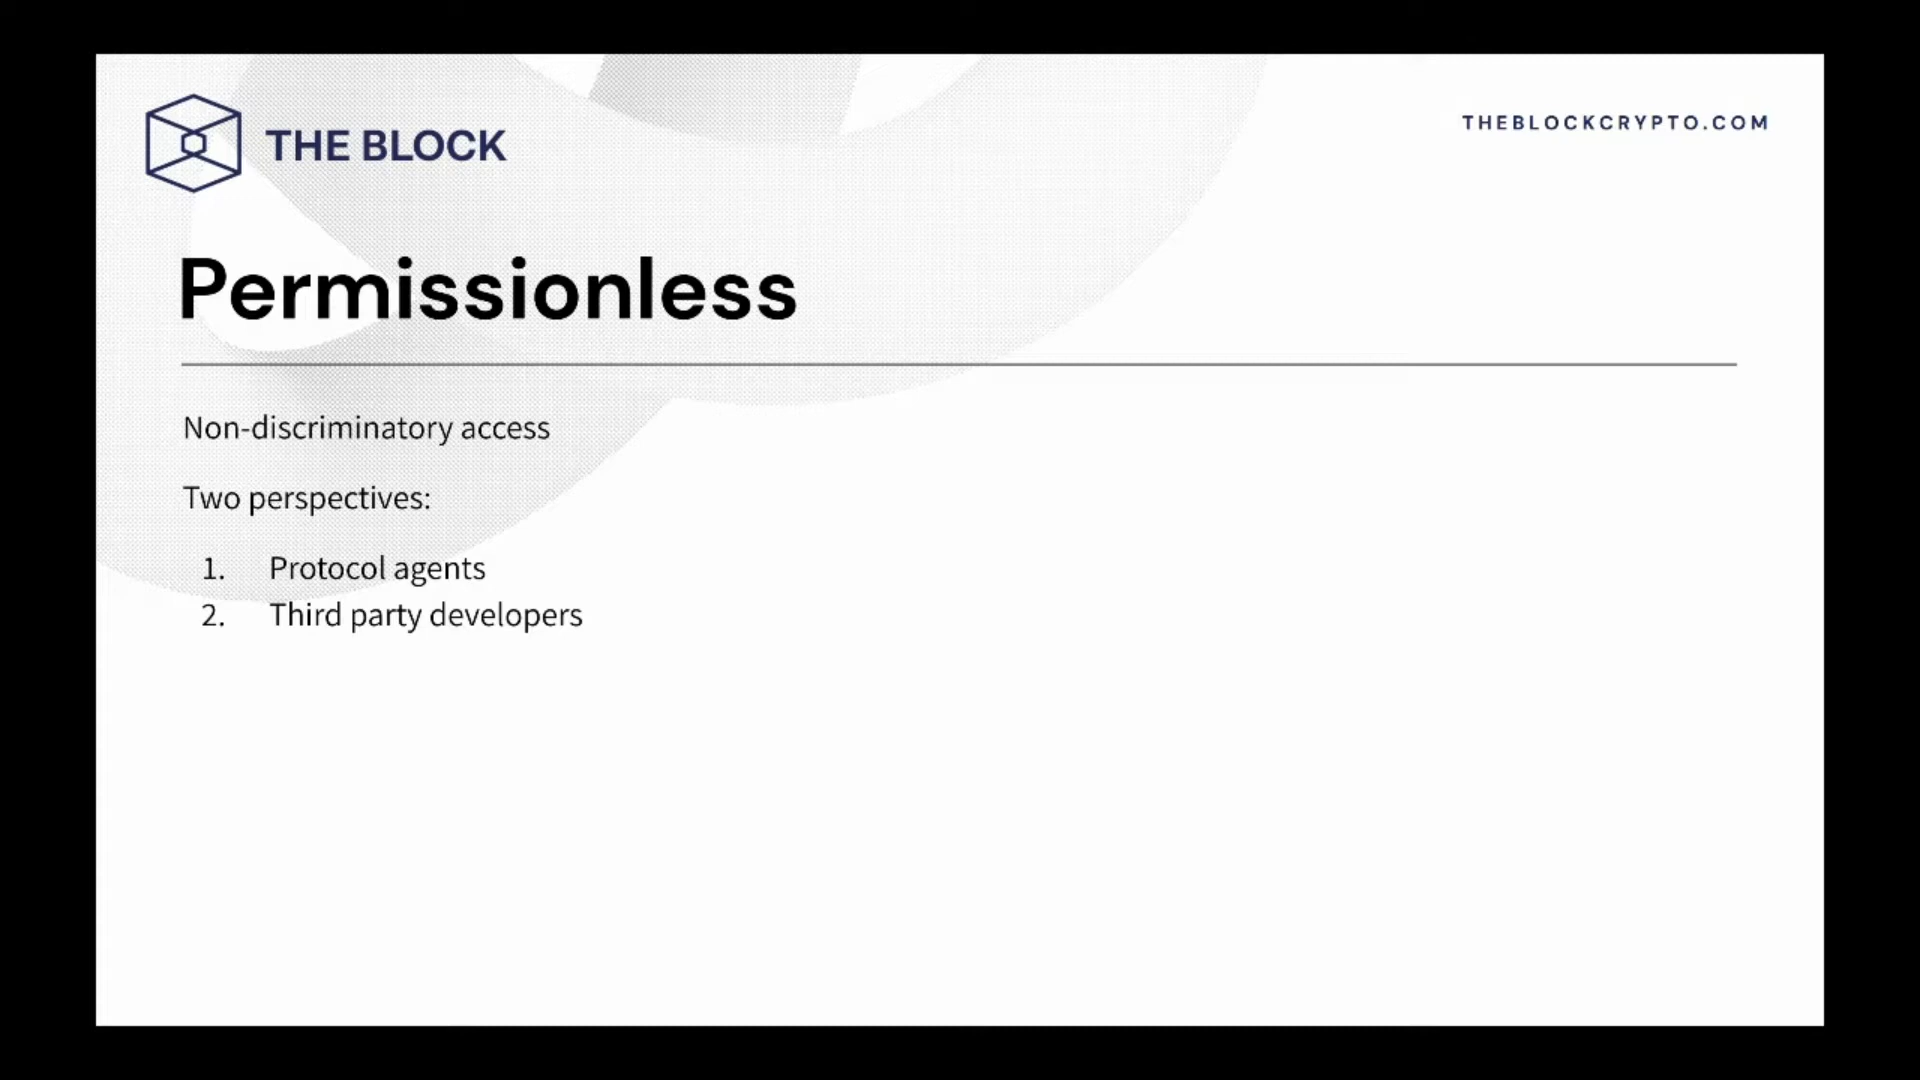 THE BLOCK
THEBLOCKCRYPTO.COM
Permissionless
Non-discriminatory access
Two perspectives:
1. Protocol agents
2. Third party developers